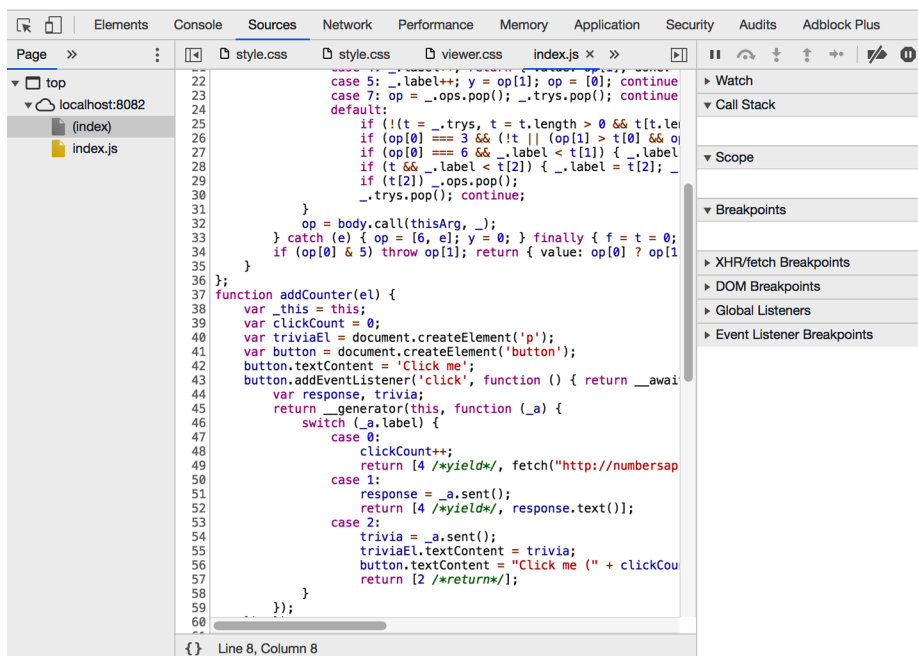 Elements Console Sources Network Performance Memory Application Security Audits Adblock Plus
Page » style.css style.css viewer.css index.js × »
top
localhost:8082
(index)
index.js
22 case 5: _.label++; y = op[1]; op = [0]; continue
23 case 7: op = _.ops.pop(); _.trys.pop(); continue
24 default:
25 if (!(t = _.trys, t = t.length > 0 && t[t.len
26 if (op[0] === 3 && (!t || (op[1] > t[0] && op
27 if (op[0] === 6 && _.label < t[1]) { _.label
28 if (t && _.label < t[2]) { _.label = t[2]; _
29 if (t[2]) _.ops.pop();
30 _.trys.pop(); continue;
31 }
32 op = body.call(thisArg, _);
33 } catch (e) { op = [6, e]; y = 0; } finally { f = t = 0;
34 if (op[0] & 5) throw op[1]; return { value: op[0] ? op[1
35 }
36 };
37 function addCounter(el) {
38 var _this = this;
39 var clickCount = 0;
40 var triviaEl = document.createElement('p');
41 var button = document.createElement('button');
42 button.textContent = 'Click me';
43 button.addEventListener('click', function () { return __awai
44 var response, trivia;
45 return __generator(this, function (_a) {
46 switch (_a.label) {
47 case 0:
48 clickCount++;
49 return [4 /*yield*/, fetch("http://numbersap
50 case 1:
51 response = _a.sent();
52 return [4 /*yield*/, response.text()];
53 case 2:
54 trivia = _a.sent();
55 triviaEl.textContent = trivia;
56 button.textContent = "Click me (" + clickCou
57 return [2 /*return*/];
58 }
59 });
60
{} Line 8, Column 8
Watch
Call Stack
Scope
Breakpoints
XHR/fetch Breakpoints
DOM Breakpoints
Global Listeners
Event Listener Breakpoints